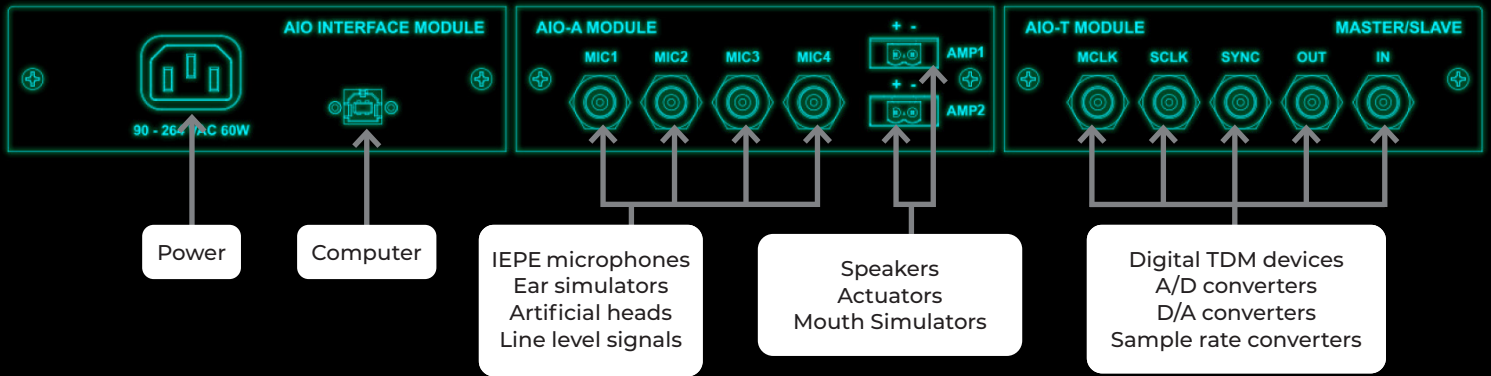 AIO INTERFACE MODULE
90 - 264 VAC 60W
AIO-A MODULE
MIC1 MIC2 MIC3 MIC4
+ -
AMP1
+ -
AMP2
AIO-T MODULE MASTER/SLAVE
MCLK SCLK SYNC OUT IN
Power
Computer
IEPE microphones
Ear simulators
Artificial heads
Line level signals
Speakers
Actuators
Mouth Simulators
Digital TDM devices
A/D converters
D/A converters
Sample rate converters